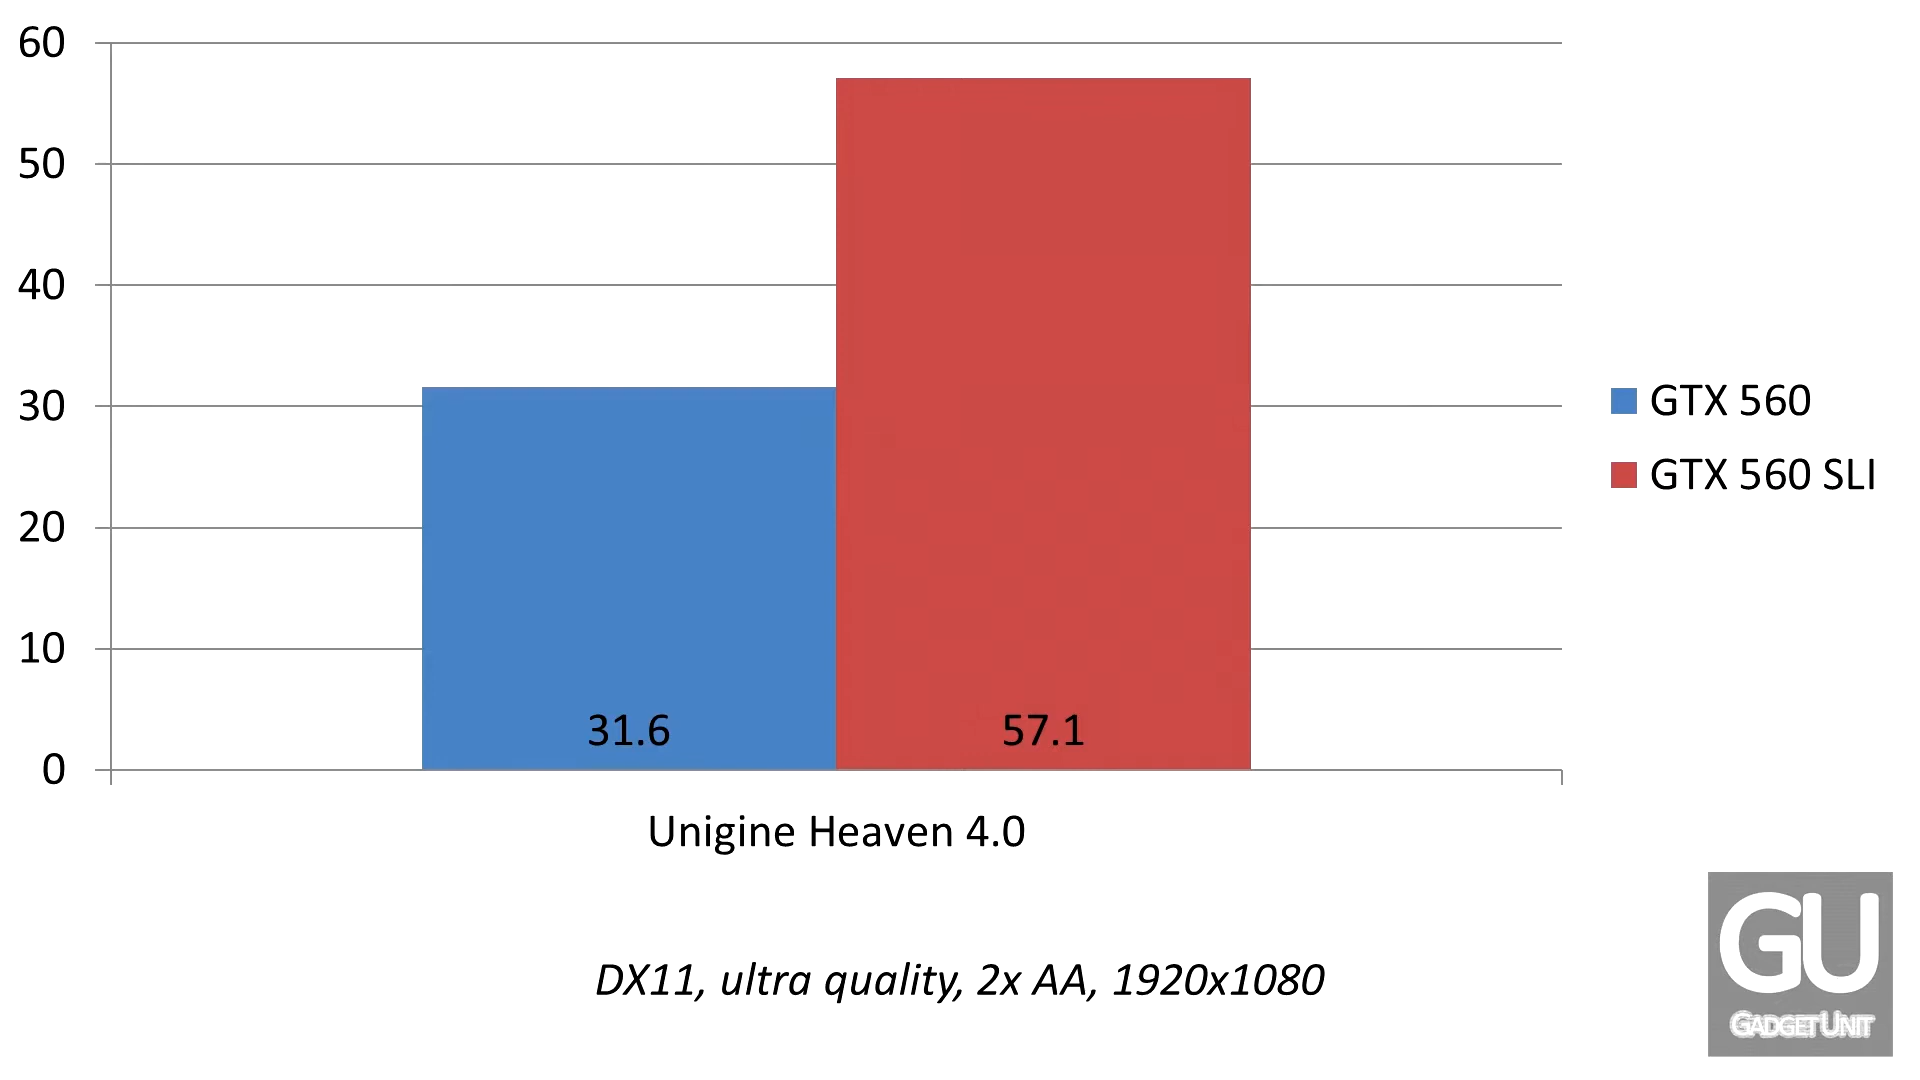 60
50
40
30
20
10
0
31.6
57.1
Unigine Heaven 4.0
GTX 560
GTX 560 SLI
DX11, ultra quality, 2x AA, 1920x1080
GU
GADGETUNIT